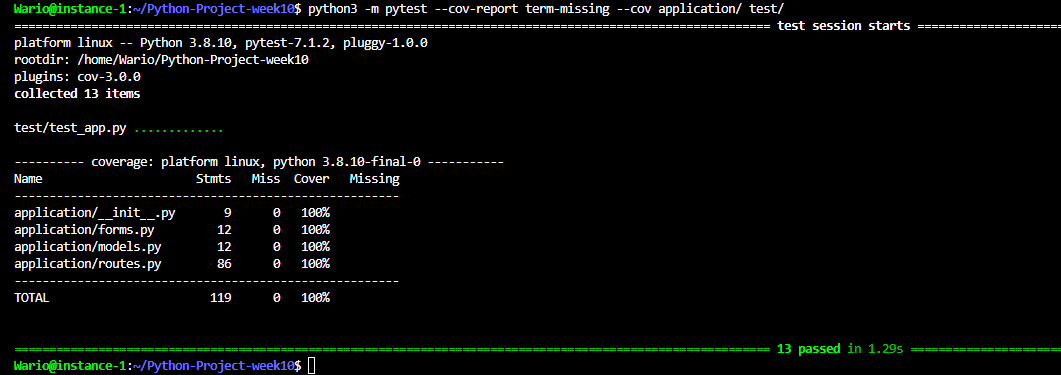 Wario@instance-1:~/Python-Project-week10$ python3 -m pytest --cov-report term-missing --cov application/ test/
============================================================================================================= test session starts =====================
platform linux -- Python 3.8.10, pytest-7.1.2, pluggy-1.0.0
rootdir: /home/Wario/Python-Project-week10
plugins: cov-3.0.0
collected 13 items
test/test_app.py .............
---------- coverage: platform linux, python 3.8.10-final-0 -----------
Name                      Stmts   Miss  Cover   Missing
-------------------------------------------------------
application/__init__.py       9      0   100%
application/forms.py         12      0   100%
application/models.py        12      0   100%
application/routes.py        86      0   100%
-------------------------------------------------------
TOTAL                       119      0   100%
============================================================================================================= 13 passed in 1.29s ======================
Wario@instance-1:~/Python-Project-week10$